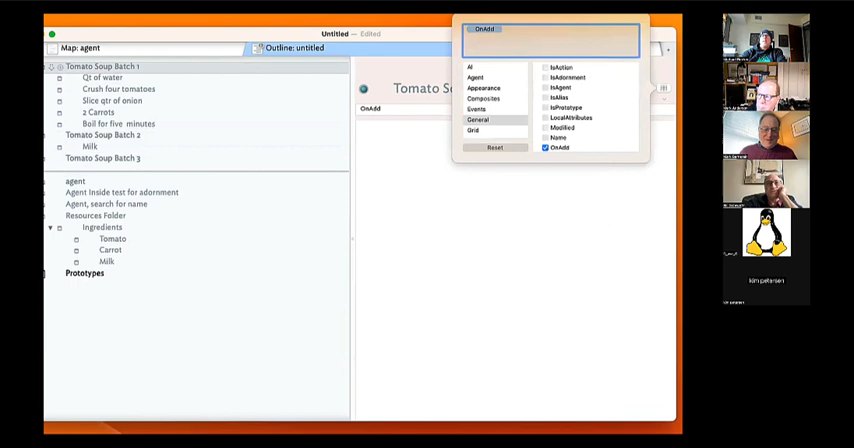 Untitled — Edited
Map: agent
Outline: untitled
Tomato Soup Batch 1
Qt of water
Crush four tomatoes
Slice qtr of onion
2 Carrots
Boil for five minutes
Tomato Soup Batch 2
Milk
Tomato Soup Batch 3
agent
Agent Inside test for adornment
Agent, search for name
Resources Folder
Ingredients
Tomato
Carrot
Milk
Prototypes
Tomato So
OnAdd
OnAdd
AI
Agent
Appearance
Composites
Events
General
Grid
Reset
IsAction
IsAdornment
IsAgent
IsAlias
IsPrototype
LocalAttributes
Modified
Name
OnAdd
kim petersen